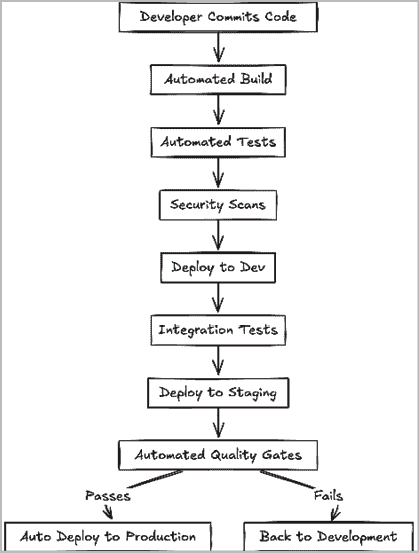 Developer Commits Code
Automated Build
Automated Tests
Security Scans
Deploy to Dev
Integration Tests
Deploy to Staging
Automated Quality Gates
Passes
Fails
Auto Deploy to Production
Back to Development